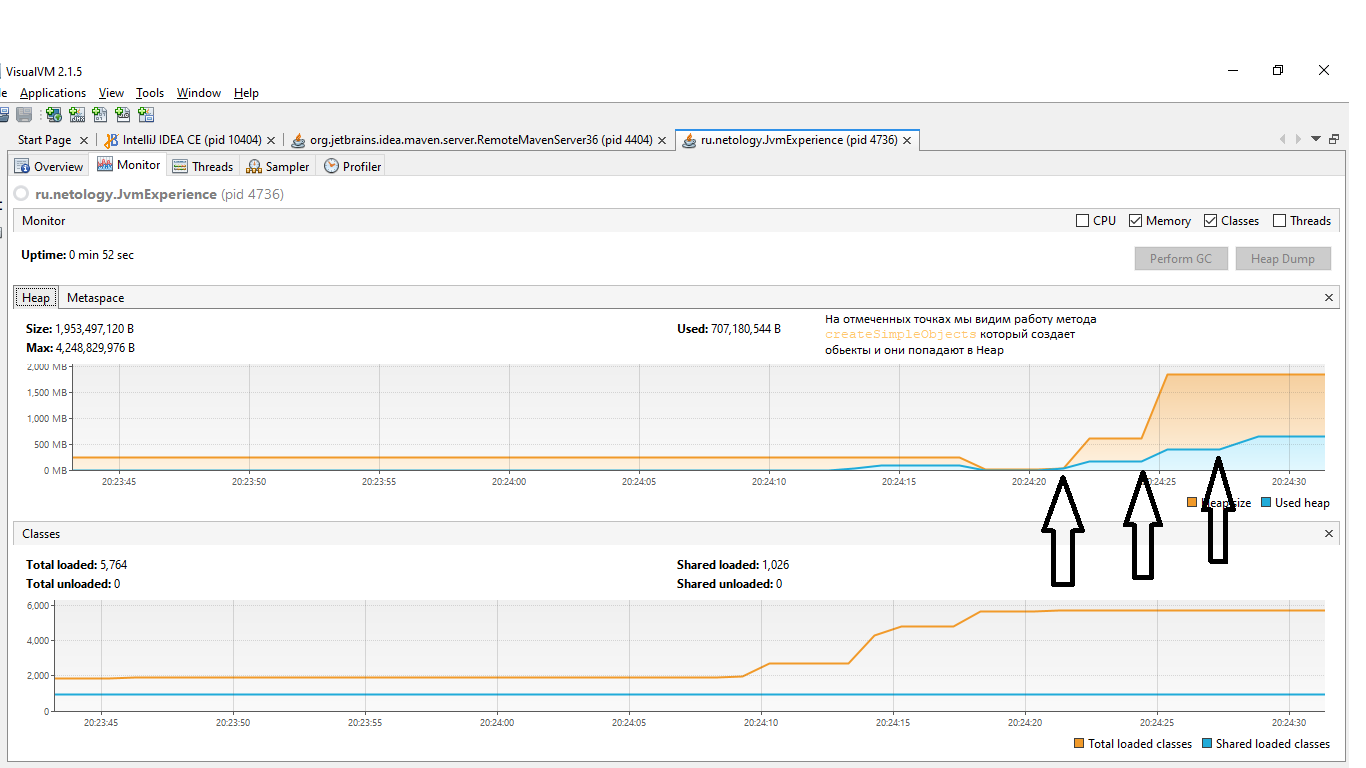 VisualVM 2.1.5
le Applications View Tools Window Help
Start Page IntelliJ IDEA CE (pid 10404) org.jetbrains.idea.maven.server.RemoteMavenServer36 (pid 4404) ru.netology.JvmExperience (pid 4736)
Overview Monitor Threads Sampler Profiler
ru.netology.JvmExperience (pid 4736)
Monitor CPU Memory Classes Threads
Uptime: 0 min 52 sec Perform GC Heap Dump
Heap Metaspace
Size: 1,953,497,120 B Used: 707,180,544 B
Max: 4,248,829,976 B
На отмеченных точках мы видим работу метода
createSimpleObjects который создает
обьекты и они попадают в Heap
2,000 MB
1,500 MB
1,000 MB
500 MB
0 MB
20:23:45 20:23:50 20:23:55 20:24:00 20:24:05 20:24:10 20:24:15 20:24:20 20:24:25 20:24:30
Heap size Used heap
Classes
Total loaded: 5,764 Shared loaded: 1,026
Total unloaded: 0 Shared unloaded: 0
6,000
4,000
2,000
0
20:23:45 20:23:50 20:23:55 20:24:00 20:24:05 20:24:10 20:24:15 20:24:20 20:24:25 20:24:30
Total loaded classes Shared loaded classes